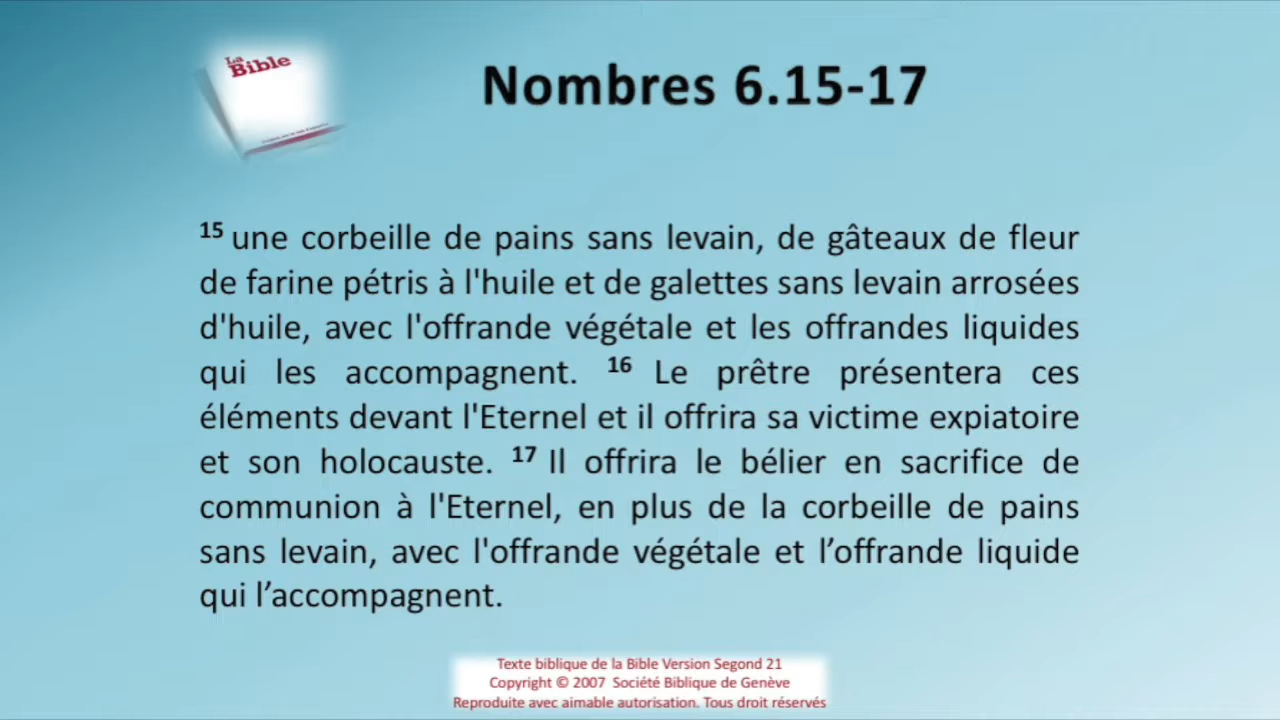 La
Bible
Nombres 6.15-17
15 une corbeille de pains sans levain, de gâteaux de fleur
de farine pétris à l'huile et de galettes sans levain arrosées
d'huile, avec l'offrande végétale et les offrandes liquides
qui les accompagnent. 16 Le prêtre présentera ces
éléments devant l'Eternel et il offrira sa victime expiatoire
et son holocauste. 17 Il offrira le bélier en sacrifice de
communion à l'Eternel, en plus de la corbeille de pains
sans levain, avec l'offrande végétale et l’offrande liquide
qui l’accompagnent.
Texte biblique de la Bible Version Segond 21
Copyright © 2007 Société Biblique de Genève
Reproduite avec aimable autorisation. Tous droit réservés